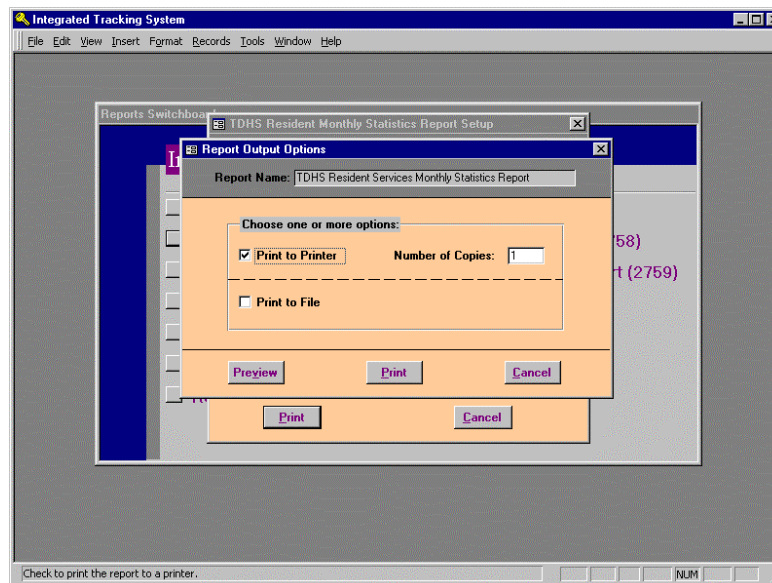 Integrated Tracking System
File Edit View Insert Format Records Tools Window Help
Reports Switchboar
TDHS Resident Monthly Statistics Report Setup
Report Output Options
Report Name: TDHS Resident Services Monthly Statistics Report
Choose one or more options:
58)
Print to Printer Number of Copies: 1
rt (2759)
Print to File
Preview Print Cancel
Print Cancel
Check to print the report to a printer. NUM